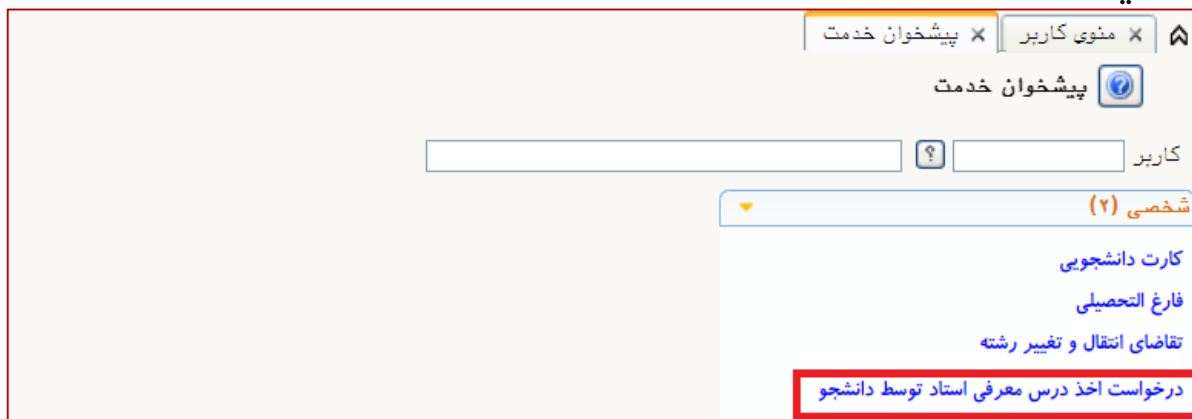 منوی کاربر پیشخوان خدمت
پیشخوان خدمت
کاربر ؟
شخصی (۲)
کارت دانشجویی
فارغ التحصیلی
تقاضای انتقال و تغییر رشته
درخواست اخذ درس معرفی استاد توسط دانشجو